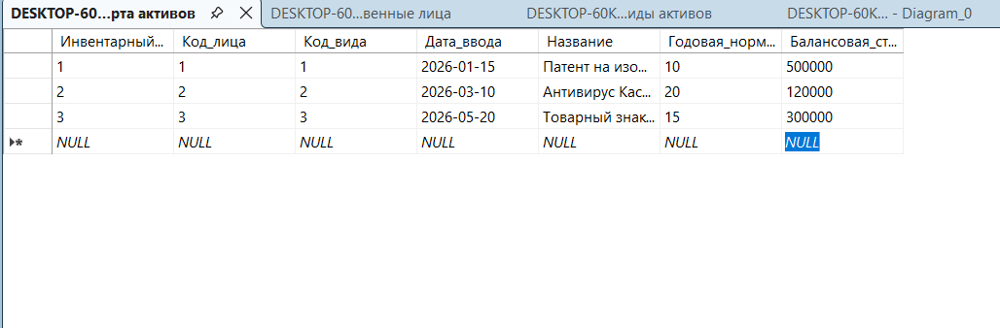 DESKTOP-60...рта активов DESKTOP-60...венные лица DESKTOP-60K...иды активов DESKTOP-60K... - Diagram_0
Инвентарный... Код_лица Код_вида Дата_ввода Название Годовая_норм... Балансовая_ст...
1 1 1 2026-01-15 Патент на изо... 10 500000
2 2 2 2026-03-10 Антивирус Кас... 20 120000
3 3 3 2026-05-20 Товарный знак... 15 300000
NULL NULL NULL NULL NULL NULL NULL